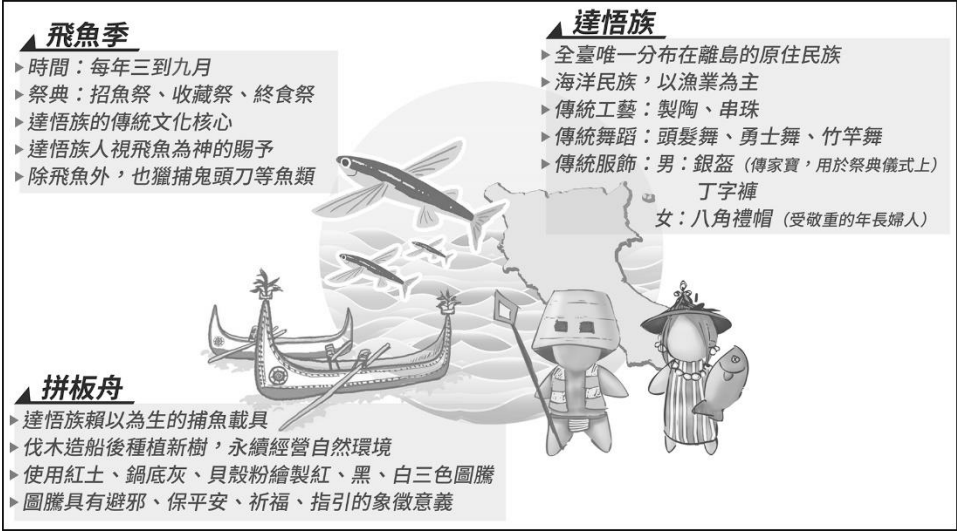 飛魚季
時間：每年三到九月
祭典：招魚祭、收藏祭、終食祭
達悟族的傳統文化核心
達悟族人視飛魚為神的賜予
除飛魚外，也獵捕鬼頭刀等魚類
達悟族
全臺唯一分布在離島的原住民族
海洋民族，以漁業為主
傳統工藝：製陶、串珠
傳統舞蹈：頭髮舞、勇士舞、竹竿舞
傳統服飾：男：銀盔（傳家寶，用於祭典儀式上）
丁字褲
女：八角禮帽（受敬重的年長婦人）
拼板舟
達悟族賴以為生的捕魚載具
伐木造船後種植新樹，永續經營自然環境
使用紅土、鍋底灰、貝殼粉繪製紅、黑、白三色圖騰
圖騰具有避邪、保平安、祈福、指引的象徵意義